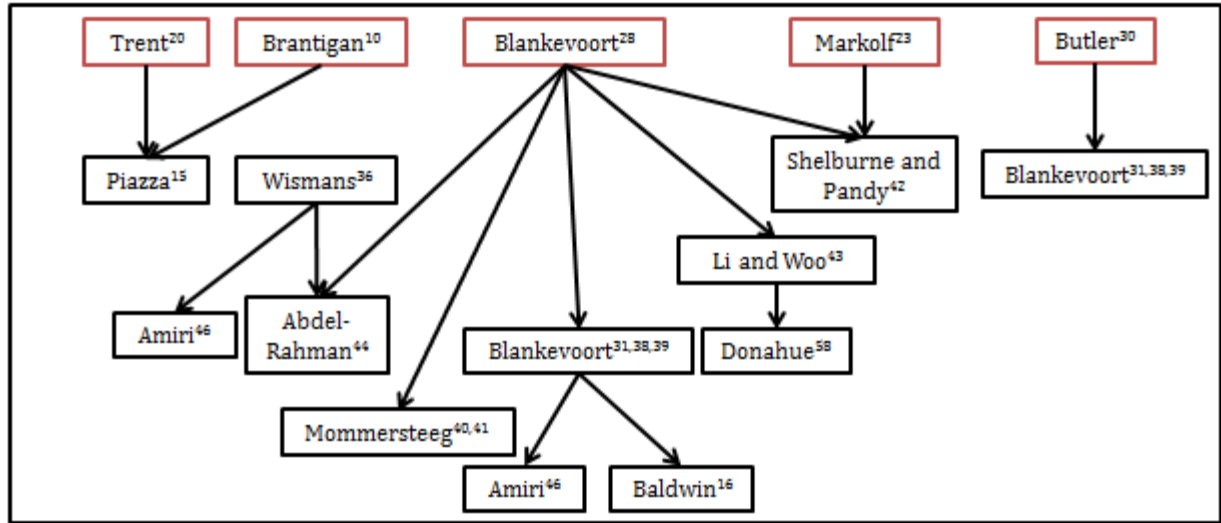 Trent²⁰
Brantigan¹⁰
Blankevoort²⁸
Markolf²³
Butler³⁰
Piazza¹⁵
Wismans³⁶
Shelburne and
Pandy⁴²
Blankevoort³¹,³⁸,³⁹
Li and Woo⁴³
Amiri⁴⁶
Abdel-
Rahman⁴⁴
Blankevoort³¹,³⁸,³⁹
Donahue⁵⁸
Mommersteeg⁴⁰,⁴¹
Amiri⁴⁶
Baldwin¹⁶